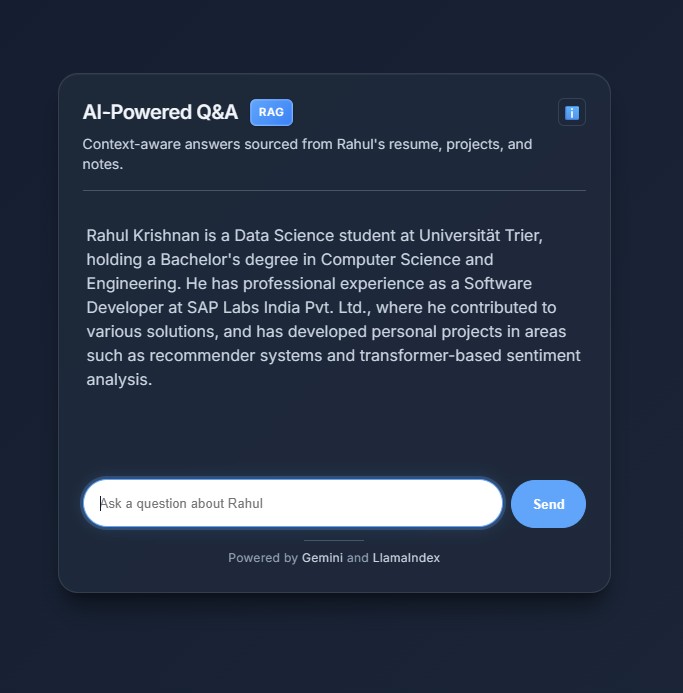 AI-Powered Q&A RAG
Context-aware answers sourced from Rahul's resume, projects, and
notes.
Rahul Krishnan is a Data Science student at Universität Trier,
holding a Bachelor's degree in Computer Science and
Engineering. He has professional experience as a Software
Developer at SAP Labs India Pvt. Ltd., where he contributed to
various solutions, and has developed personal projects in areas
such as recommender systems and transformer-based sentiment
analysis.
Ask a question about Rahul
Send
Powered by Gemini and LlamaIndex